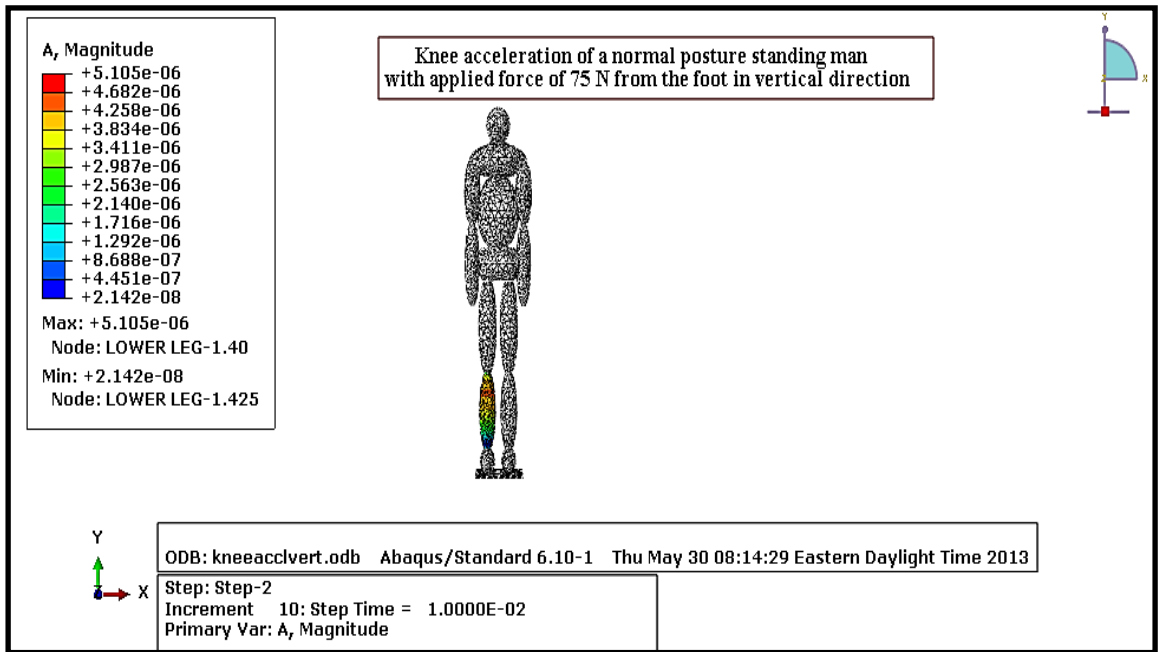 A, Magnitude
+5.105e-06
+4.682e-06
+4.258e-06
+3.834e-06
+3.411e-06
+2.987e-06
+2.563e-06
+2.140e-06
+1.716e-06
+1.292e-06
+8.688e-07
+4.451e-07
+2.142e-08
Max: +5.105e-06
Node: LOWER LEG-1.40
Min: +2.142e-08
Node: LOWER LEG-1.425
Knee acceleration of a normal posture standing man
with applied force of 75 N from the foot in vertical direction
Y
X
Z
Y
X
Z
ODB: kneeacclvert.odb Abaqus/Standard 6.10-1 Thu May 30 08:14:29 Eastern Daylight Time 2013
Step: Step-2
Increment 10: Step Time = 1.0000E-02
Primary Var: A, Magnitude